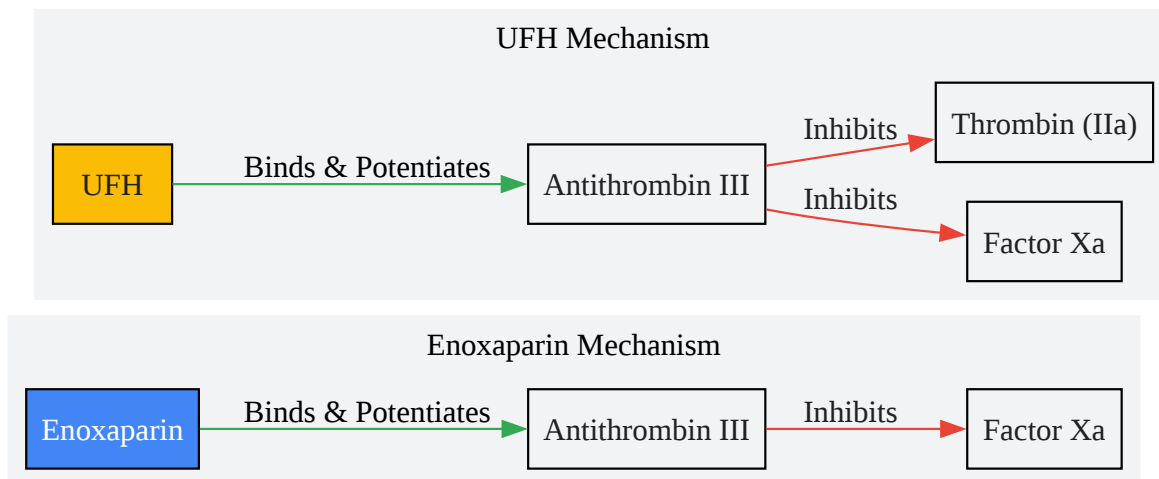 UFH Mechanism
UFH
Binds & Potentiates
Antithrombin III
Inhibits
Thrombin (IIa)
Inhibits
Factor Xa
Enoxaparin Mechanism
Enoxaparin
Binds & Potentiates
Antithrombin III
Inhibits
Factor Xa